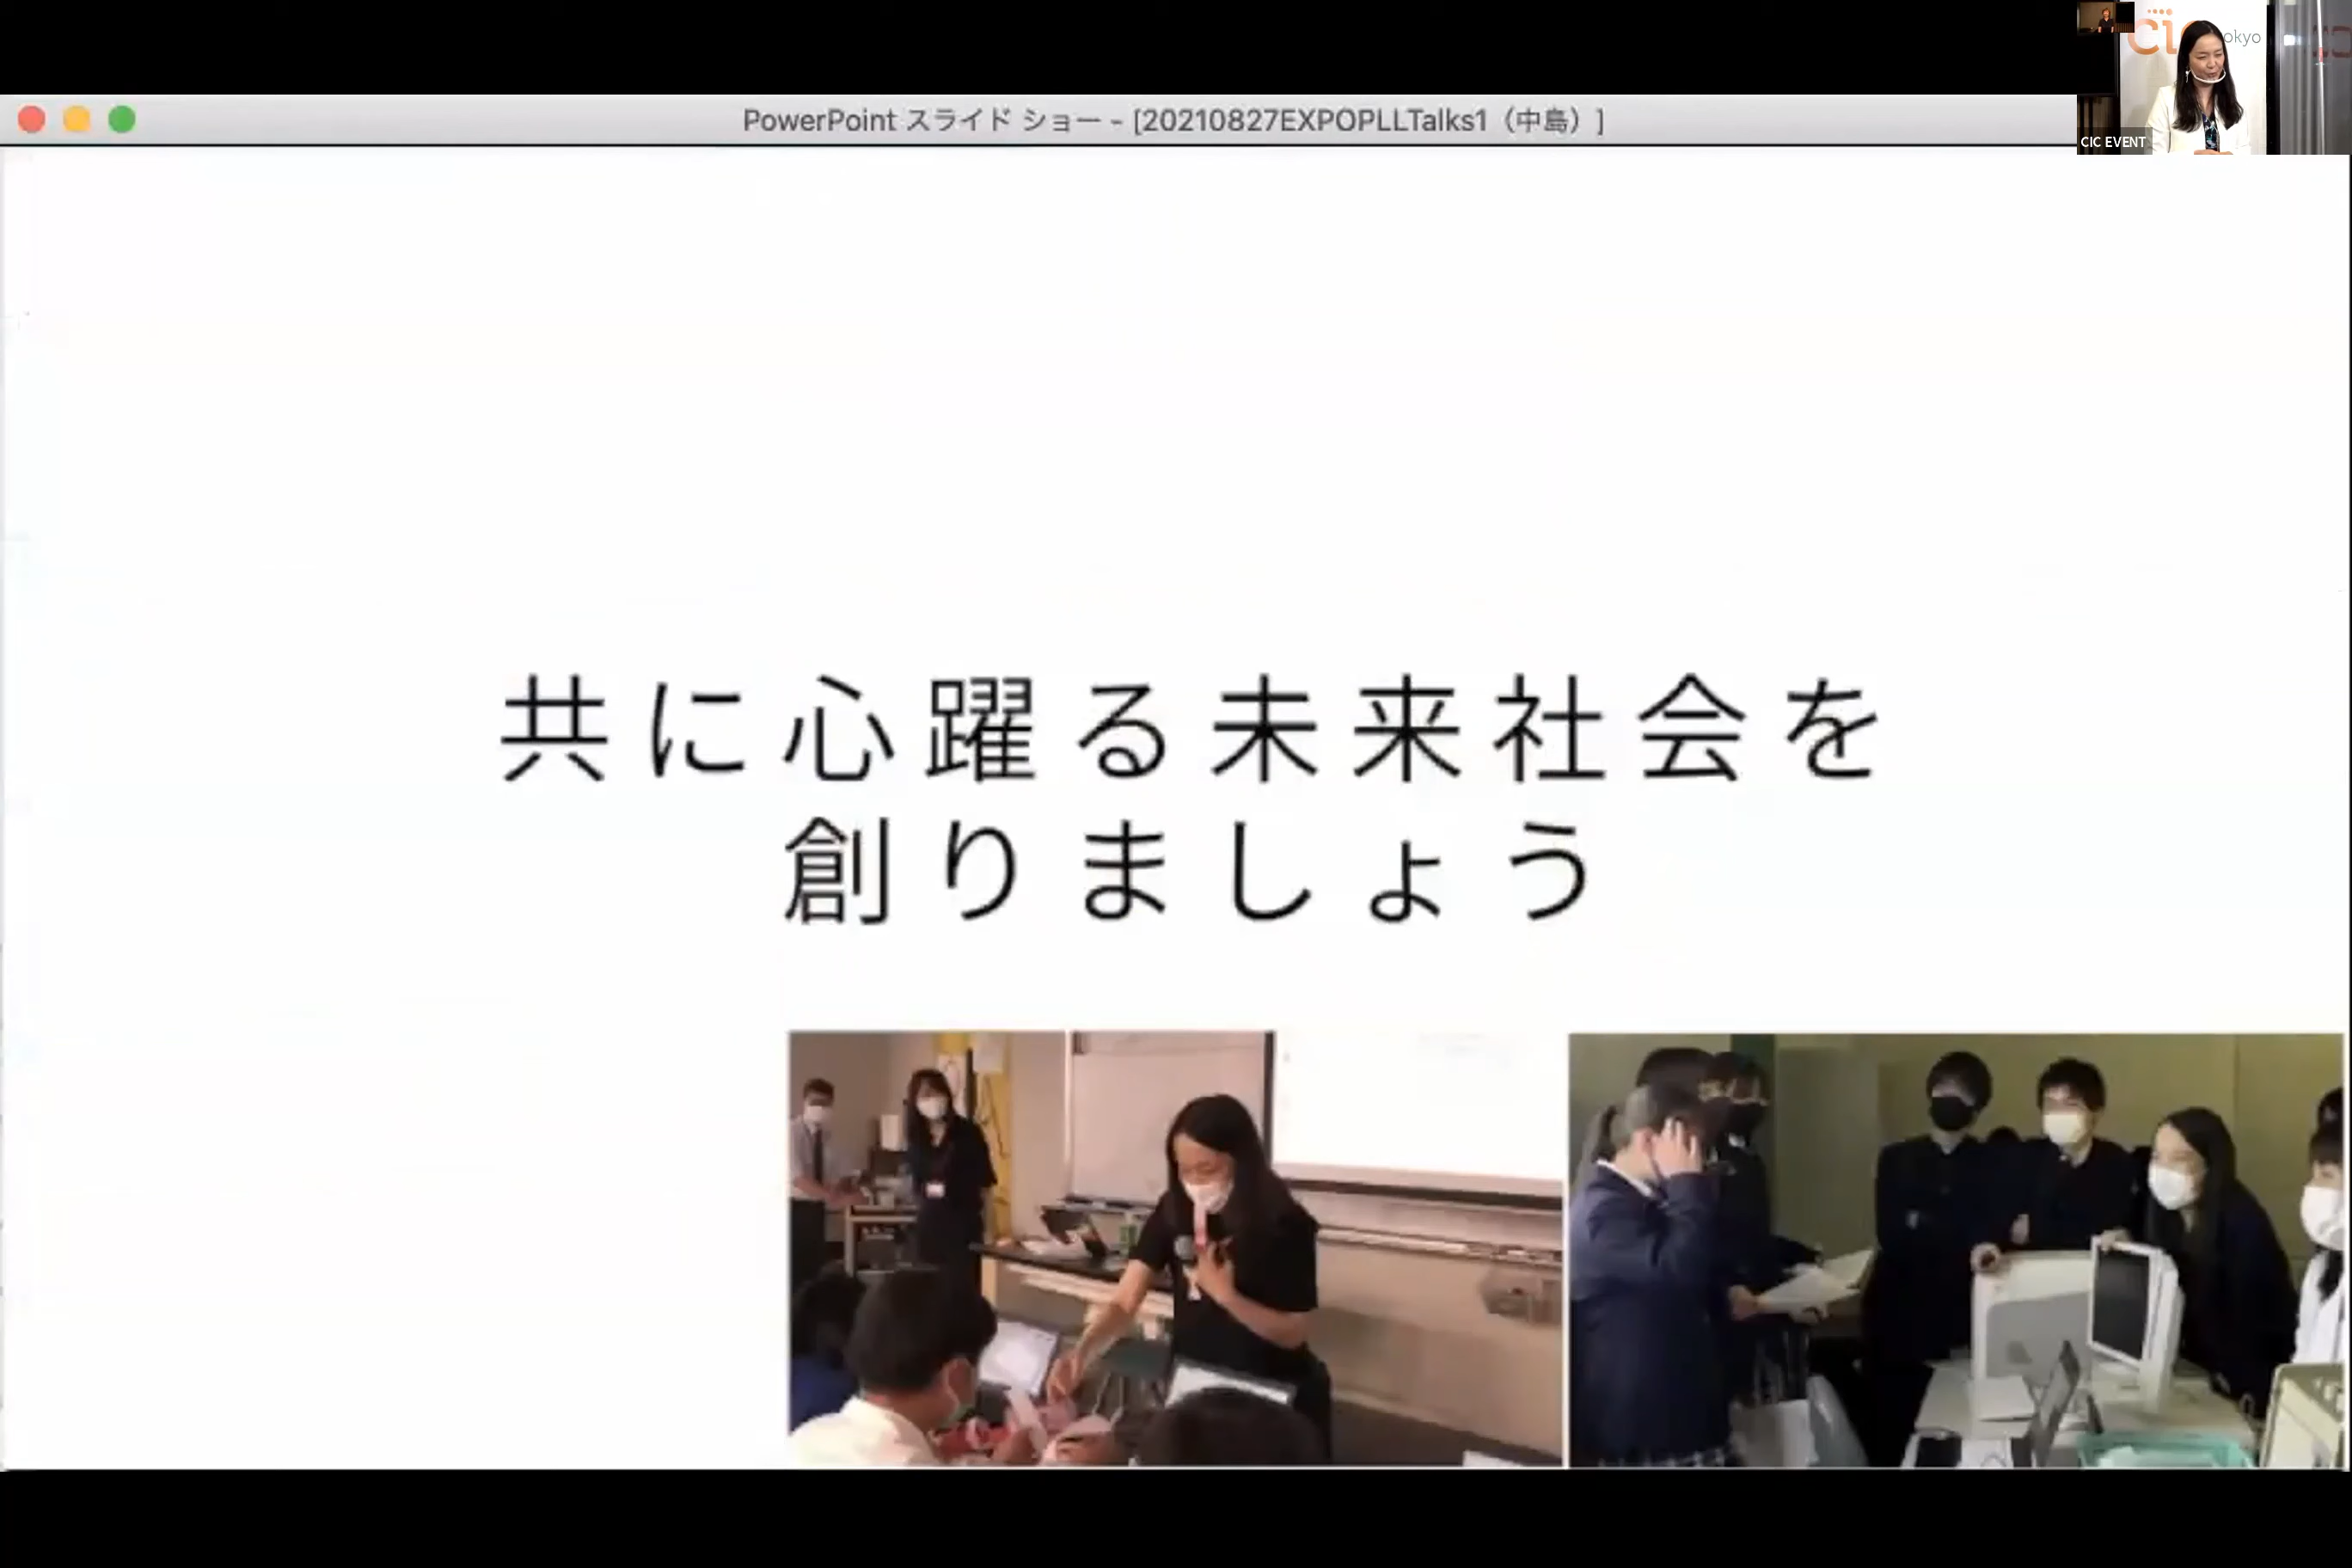 PowerPoint スライド ショー - [20210827EXPOPLLTalks1（中島）]
CIC EVENT
共に心躍る未来社会を
創りましょう